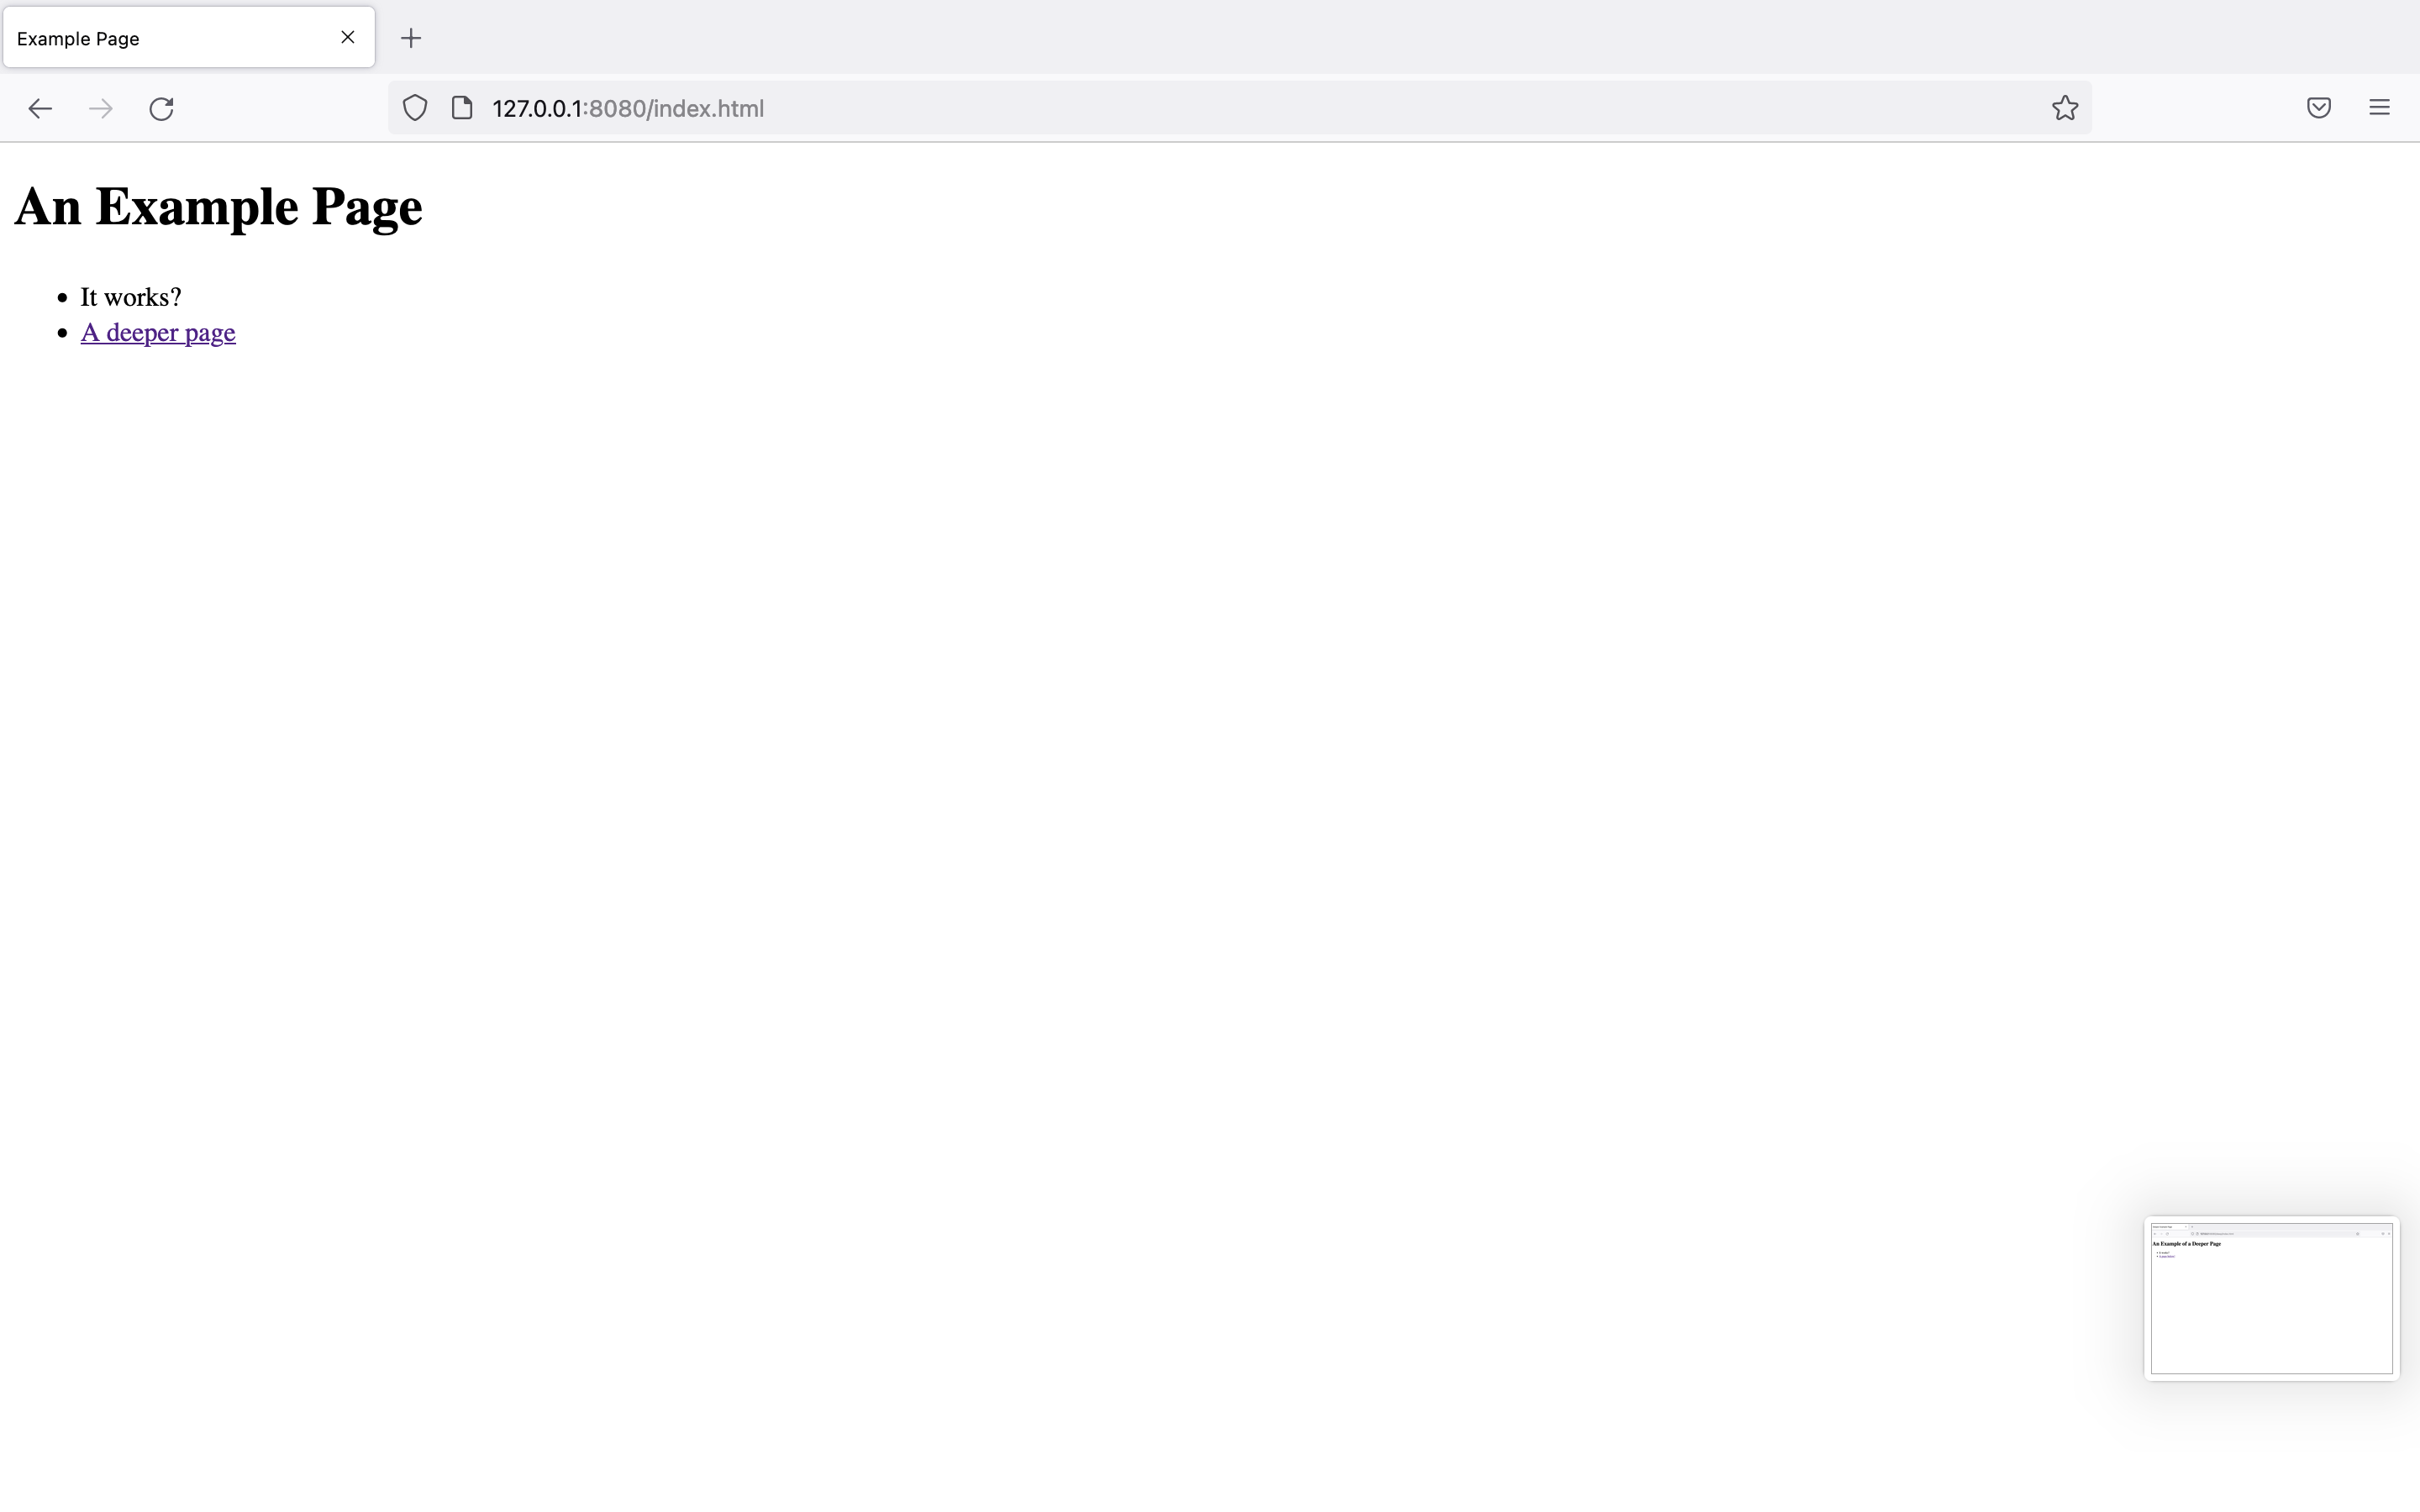 Example Page
127.0.0.1:8080/index.html
An Example Page
It works?
A deeper page
An Example of a Deeper Page